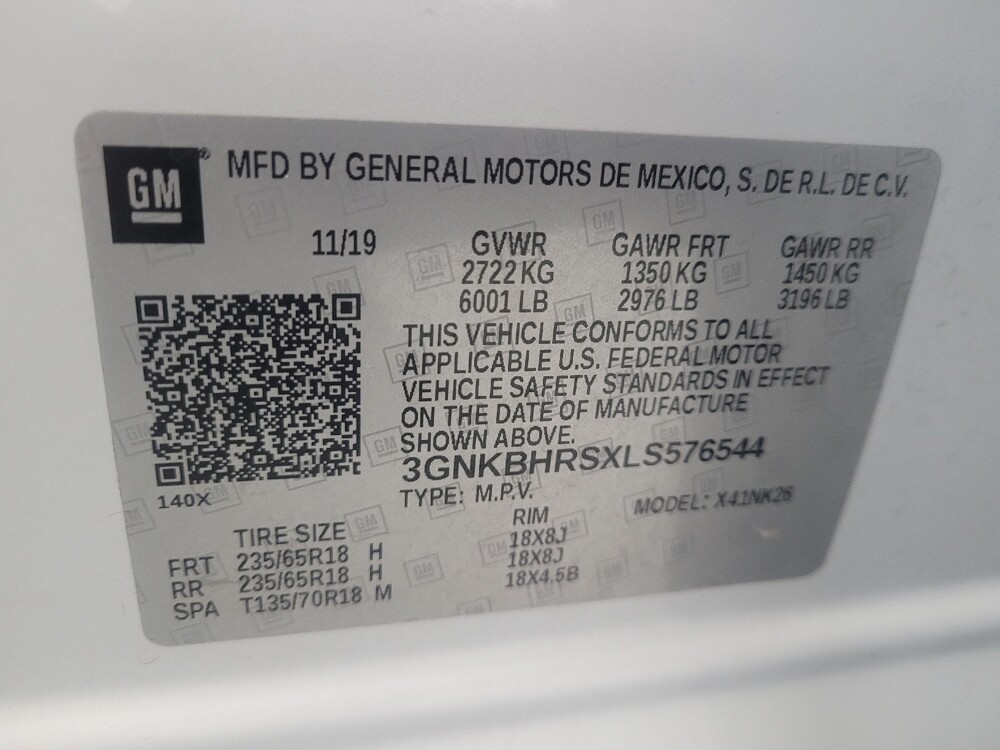 GM
MFD BY GENERAL MOTORS DE MEXICO, S. DE R.L. DE C.V.
11/19 GVWR GAWR FRT GAWR RR
2722 KG 1350 KG 1450 KG
6001 LB 2976 LB 3196 LB
THIS VEHICLE CONFORMS TO ALL
APPLICABLE U.S. FEDERAL MOTOR
VEHICLE SAFETY STANDARDS IN EFFECT
ON THE DATE OF MANUFACTURE
SHOWN ABOVE.
3GNKBHRSXLS576544
140X TYPE: M.P.V. MODEL: X41NK26
TIRE SIZE RIM
FRT 235/65R18 H 18X8J
RR 235/65R18 H 18X8J
SPA T135/70R18 M 18X4.5B